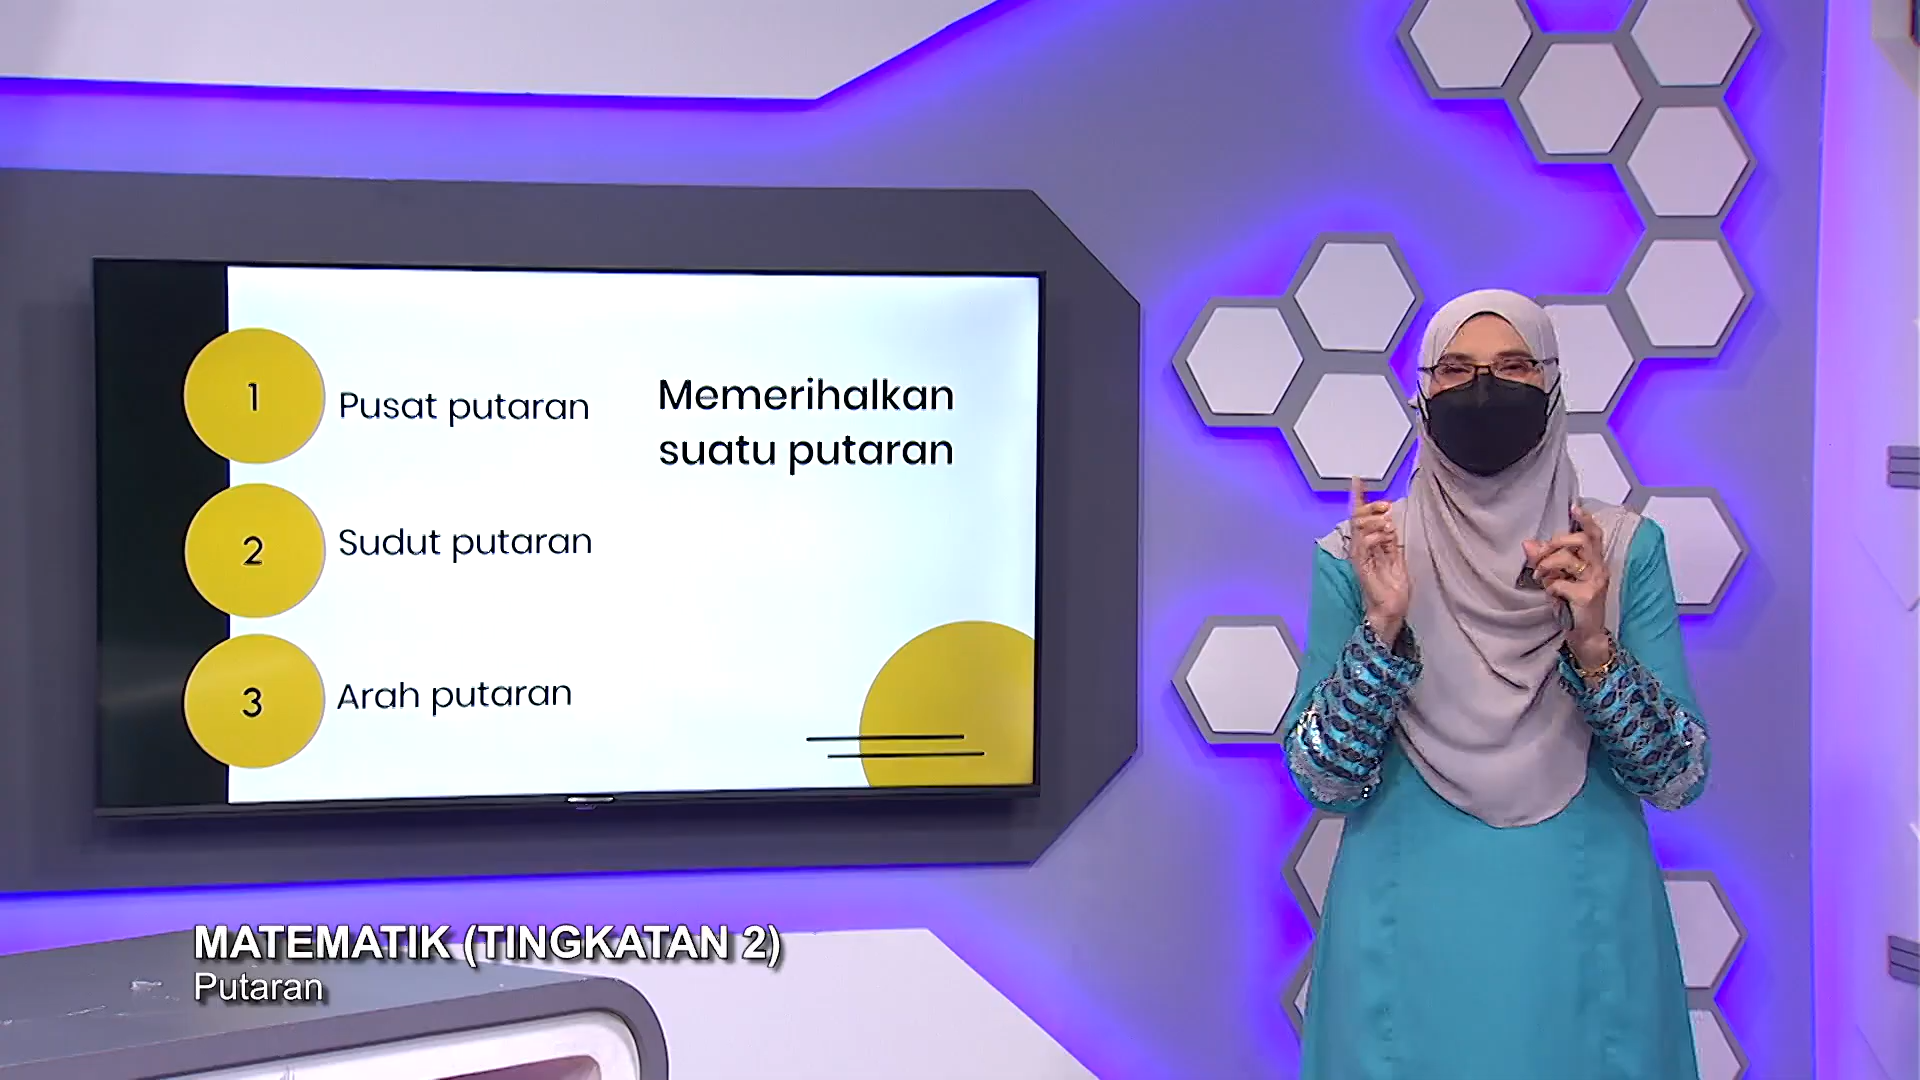 1
Pusat putaran
Memerihalkan
suatu putaran
2
Sudut putaran
3
Arah putaran
MATEMATIK (TINGKATAN 2)
Putaran